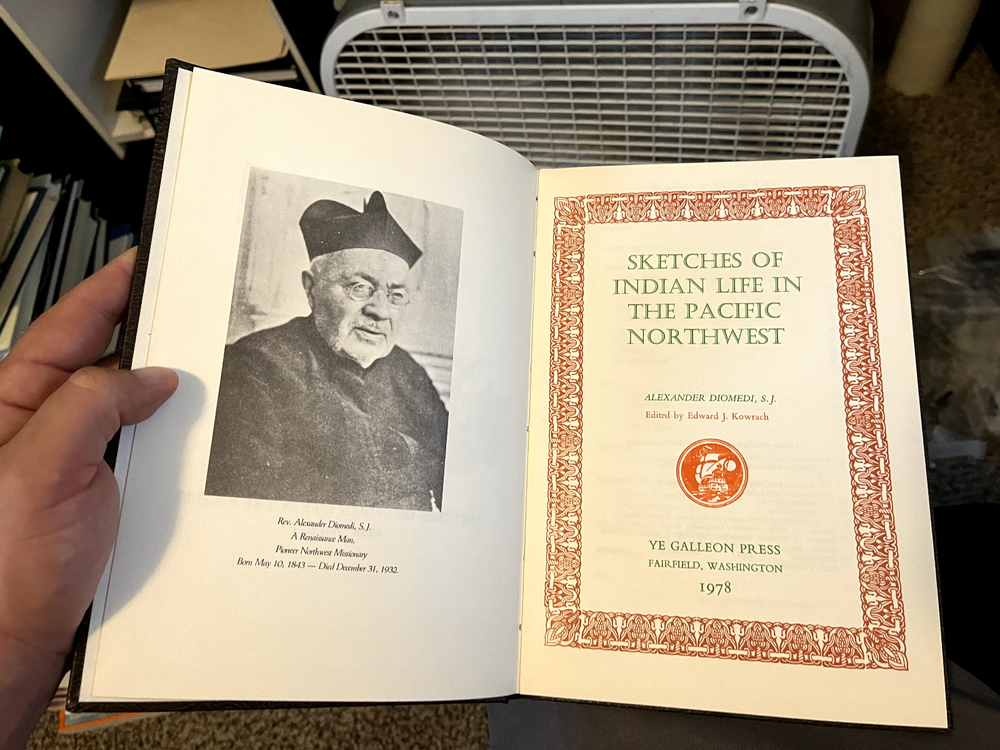 Rev. Alexander Diomedi, S.J.
A Renaissance Man,
Pioneer Northwest Missionary
Born May 10, 1843 — Died December 31, 1932.
SKETCHES OF
INDIAN LIFE IN
THE PACIFIC
NORTHWEST
ALEXANDER DIOMEDI, S.J.
Edited by Edward J. Kowrach
YE GALLEON PRESS
FAIRFIELD, WASHINGTON
1978